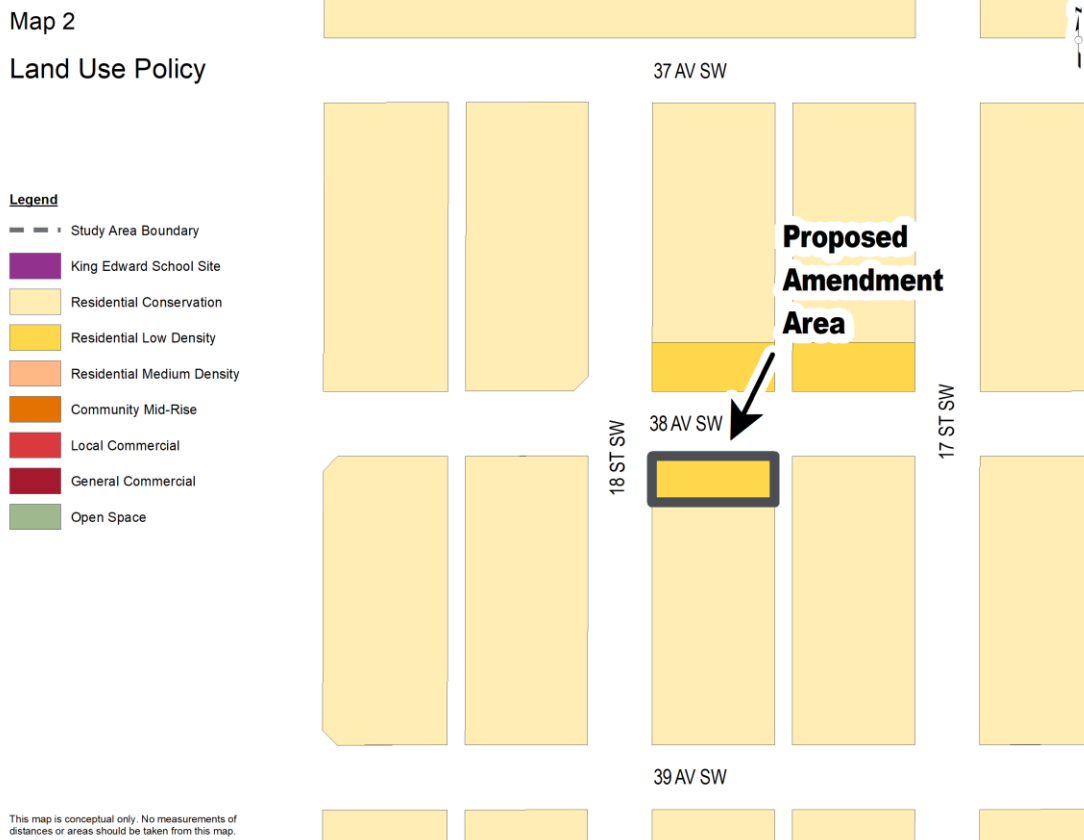 Map 2
Land Use Policy
Legend
Study Area Boundary
King Edward School Site
Residential Conservation
Residential Low Density
Residential Medium Density
Community Mid-Rise
Local Commercial
General Commercial
Open Space
This map is conceptual only. No measurements of
distances or areas should be taken from this map.
37 AV SW
Proposed
Amendment
Area
38 AV SW
18 ST SW
17 ST SW
39 AV SW